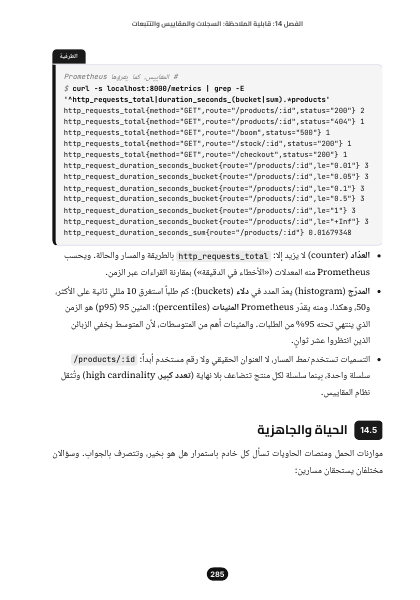 الفصل 14: قابلية الملاحظة: السجلات والمقاييس والتتبعات
الطرفية
# المقاييس، كما يعرفها Prometheus
$ curl -s localhost:8000/metrics | grep -E
'^http_requests_total|duration_seconds_(bucket|sum).*products'
http_requests_total{method="GET",route="/products/:id",status="200"} 2
http_requests_total{method="GET",route="/products/:id",status="404"} 1
http_requests_total{method="GET",route="/boom",status="500"} 1
http_requests_total{method="GET",route="/stock/:id",status="200"} 1
http_requests_total{method="GET",route="/checkout",status="200"} 1
http_request_duration_seconds_bucket{route="/products/:id",le="0.01"} 3
http_request_duration_seconds_bucket{route="/products/:id",le="0.05"} 3
http_request_duration_seconds_bucket{route="/products/:id",le="0.1"} 3
http_request_duration_seconds_bucket{route="/products/:id",le="0.5"} 3
http_request_duration_seconds_bucket{route="/products/:id",le="1"} 3
http_request_duration_seconds_bucket{route="/products/:id",le="+Inf"} 3
http_request_duration_seconds_sum{route="/products/:id"} 0.01679348
• العدّاد (counter) لا يزيد إلا: http_requests_total بالطريقة والمسار والحالة. ويحسب
Prometheus منه المعدلات («الأخطاء في الدقيقة») بمقارنة القراءات عبر الزمن.
• المدرّج (histogram) يعدّ المدد في دلاء (buckets): كم طلباً استغرق 10 مللي ثانية على الأكثر،
و50، وهكذا. ومنه يقدّر Prometheus المئينات (percentiles): المئين 95 (p95) هو الزمن
الذي ينتهي تحته 95% من الطلبات. والمئينات أهم من المتوسطات، لأن المتوسط يخفي الزبائن
الذين انتظروا عشر ثوانٍ.
• التسميات تستخدم نمط المسار، لا العنوان الحقيقي ولا رقم مستخدم أبداً: /products/:id
سلسلة واحدة، بينما سلسلة لكل منتج تتضاعف بلا نهاية (تعدد كبير، high cardinality) وتُثقل
نظام المقاييس.
14.5 الحياة والجاهزية
موازنات الحمل ومنصات الحاويات تسأل كل خادم باستمرار هل هو بخير، وتتصرف بالجواب. وسؤالان
مختلفان يستحقان مسارين:
285